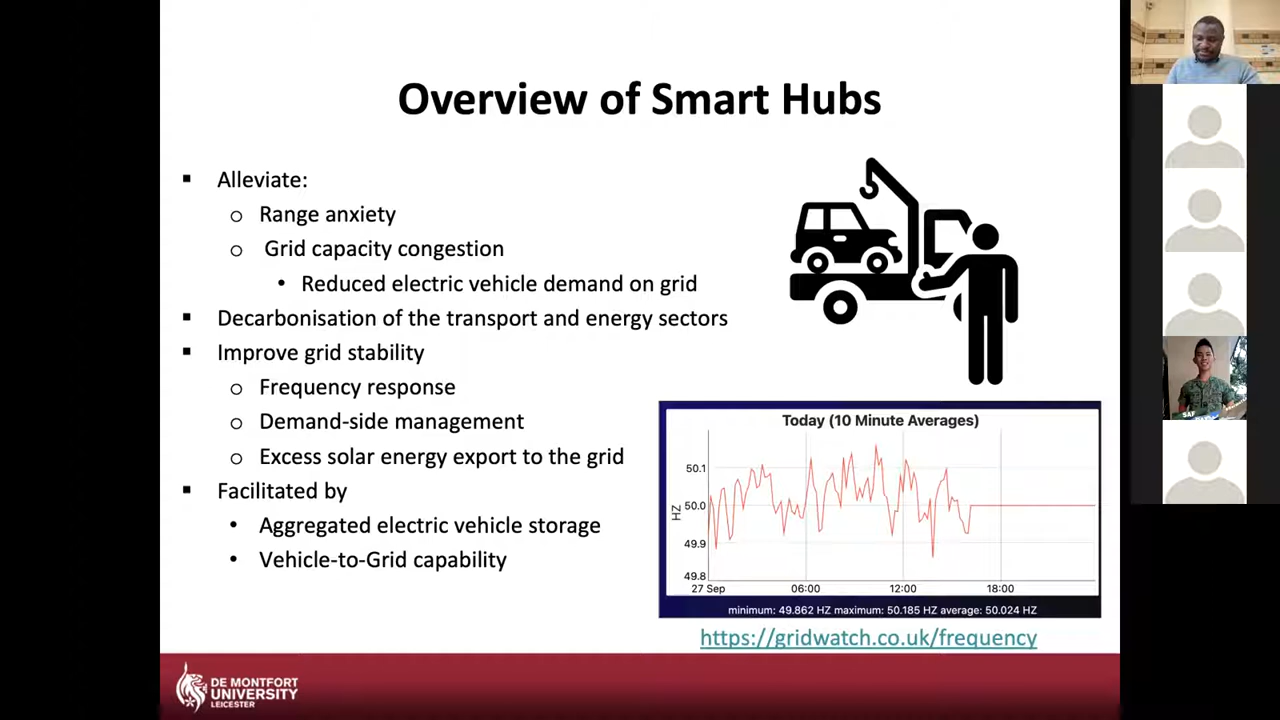 Overview of Smart Hubs
Alleviate:
Range anxiety
Grid capacity congestion
Reduced electric vehicle demand on grid
Decarbonisation of the transport and energy sectors
Improve grid stability
Frequency response
Demand-side management
Excess solar energy export to the grid
Facilitated by
Aggregated electric vehicle storage
Vehicle-to-Grid capability
Today (10 Minute Averages)
50.1
50.0
49.9
49.8
HZ
27 Sep
06:00
12:00
18:00
minimum: 49.862 HZ maximum: 50.185 HZ average: 50.024 HZ
https://gridwatch.co.uk/frequency
DE MONTFORT
UNIVERSITY
LEICESTER
SAF